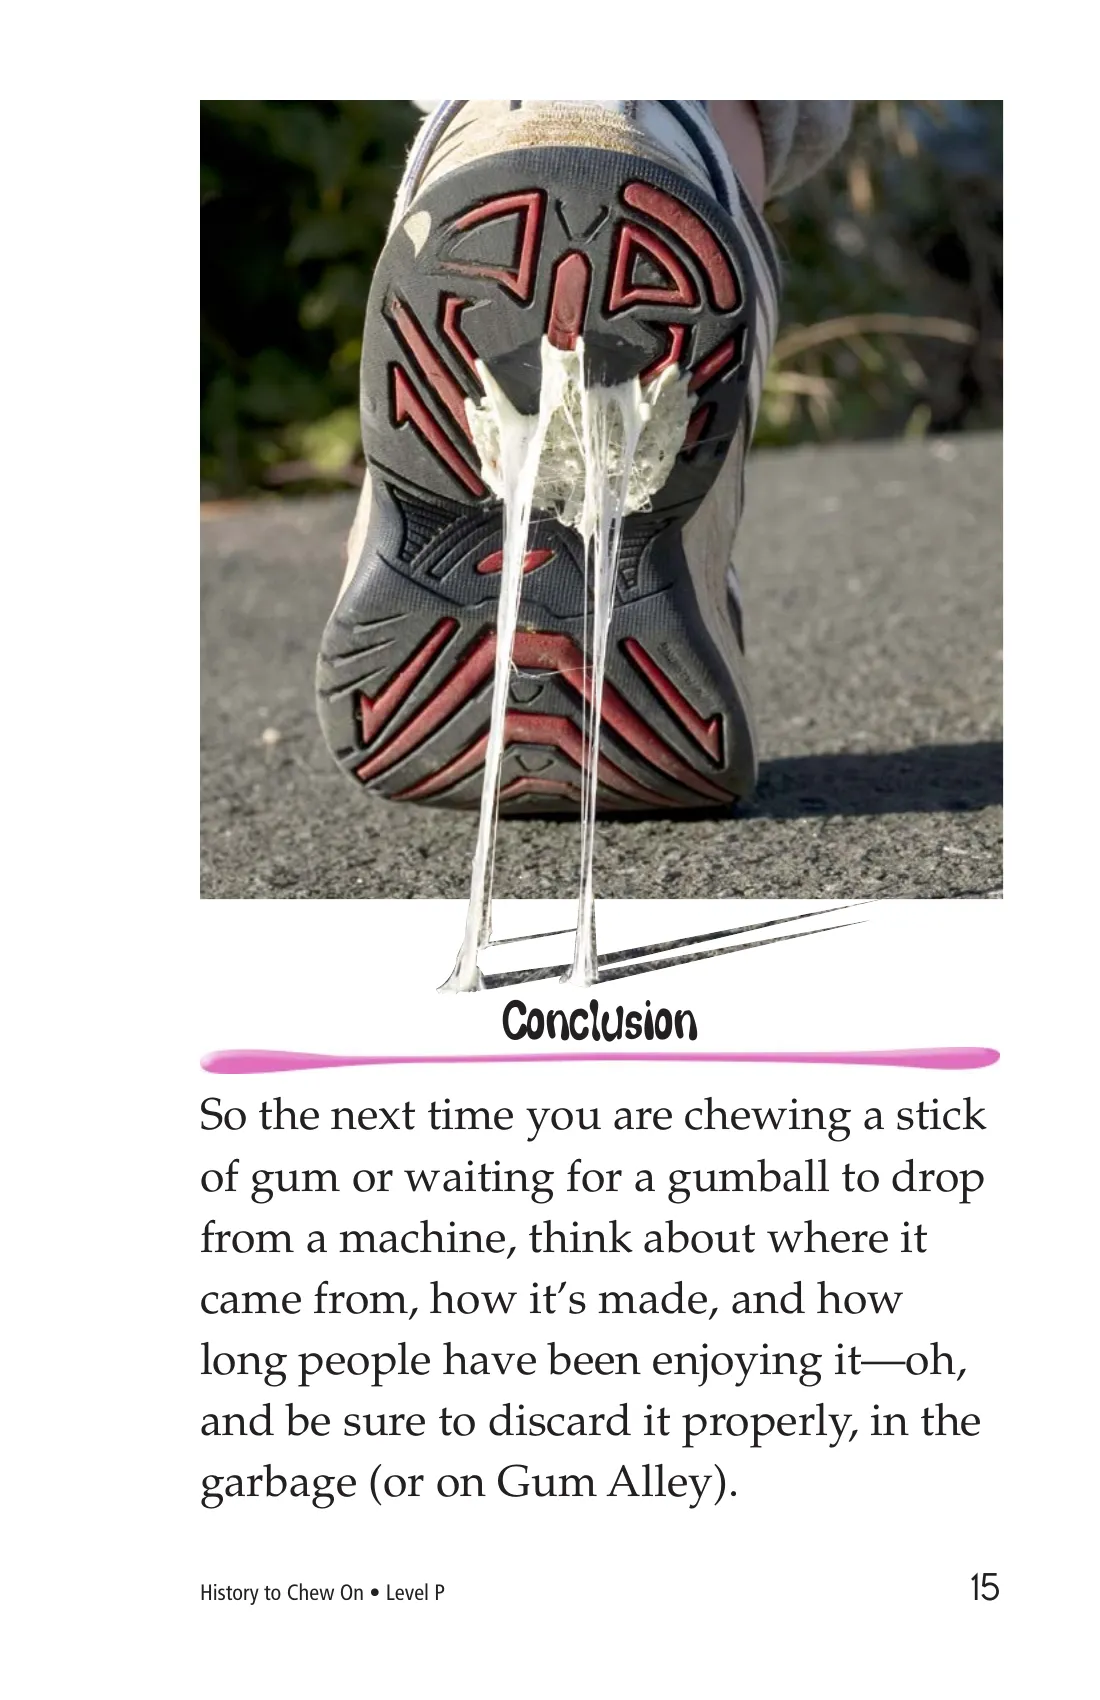 Conclusion
So the next time you are chewing a stick
of gum or waiting for a gumball to drop
from a machine, think about where it
came from, how it’s made, and how
long people have been enjoying it—oh,
and be sure to discard it properly, in the
garbage (or on Gum Alley).
History to Chew On • Level P
15